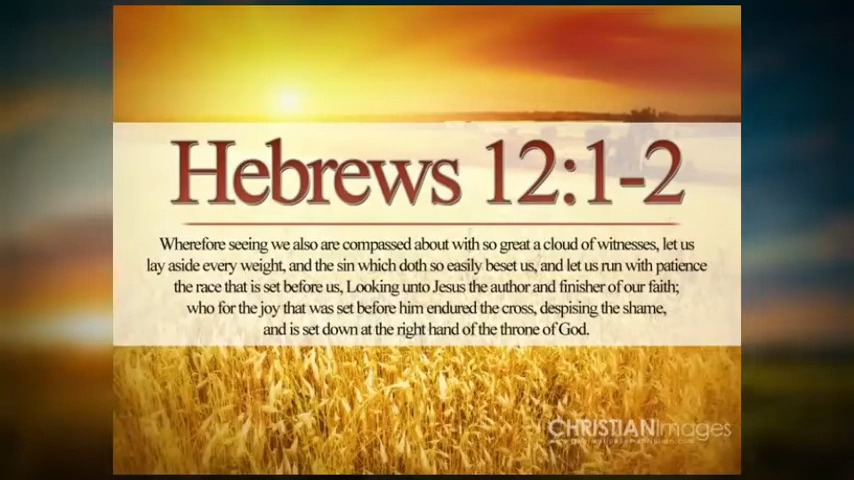 Hebrews 12:1-2
Wherefore seeing we also are compassed about with so great a cloud of witnesses, let us
lay aside every weight, and the sin which doth so easily beset us, and let us run with patience
the race that is set before us, Looking unto Jesus the author and finisher of our faith;
who for the joy that was set before him endured the cross, despising the shame,
and is set down at the right hand of the throne of God.
CHRISTIANimages